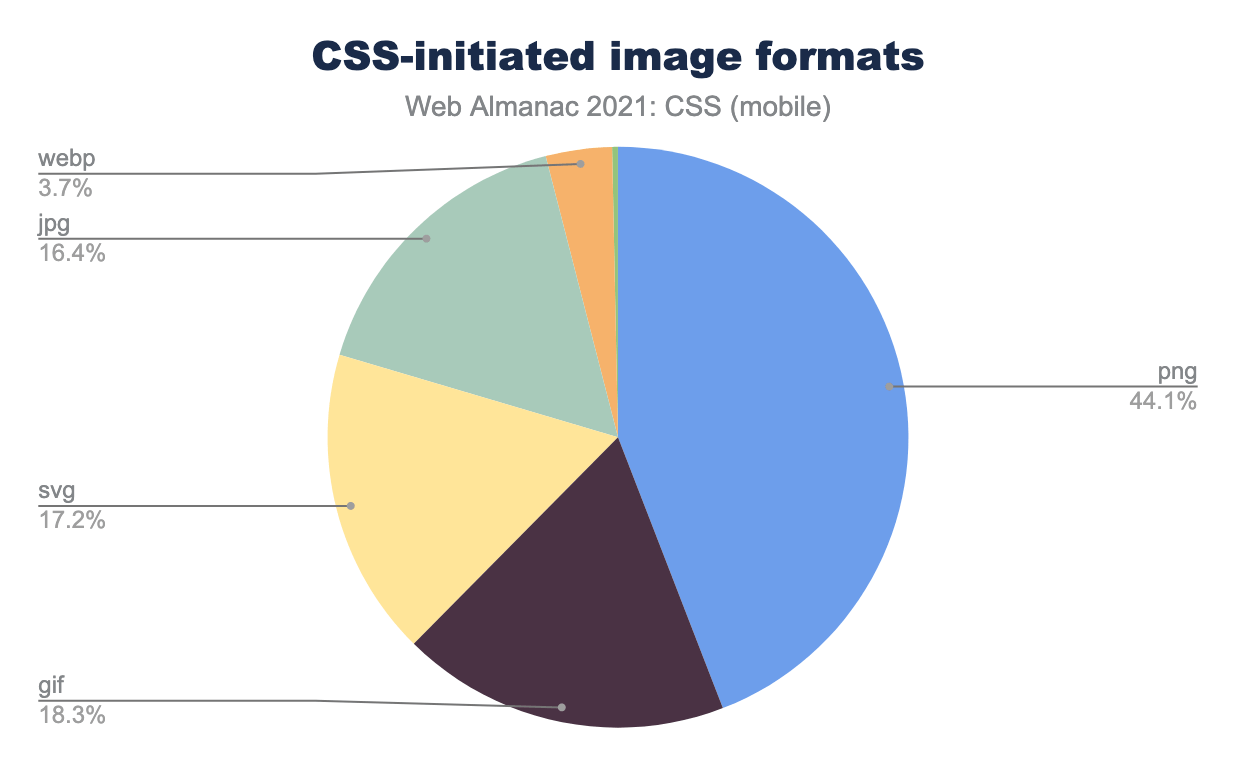 CSS-initiated image formats
Web Almanac 2021: CSS (mobile)
webp
3.7%
jpg
16.4%
png
44.1%
svg
17.2%
gif
18.3%